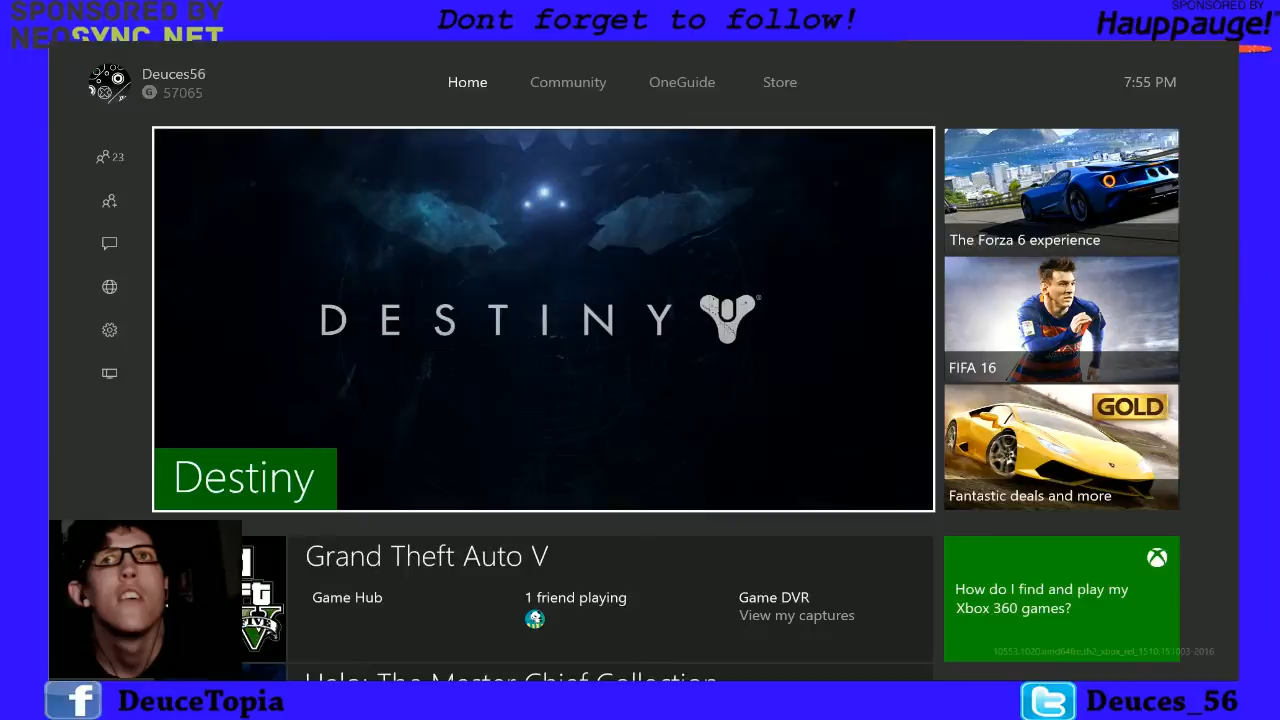 SPONSORED BY
NEOSYNC.NET
Dont forget to follow!
SPONSORED BY
Hauppauge!
Deuces56
G 57065
Home
Community
OneGuide
Store
7:55 PM
23
DESTINY
Destiny
The Forza 6 experience
FIFA 16
GOLD
Fantastic deals and more
Grand Theft Auto V
Game Hub
1 friend playing
Game DVR
View my captures
How do I find and play my
Xbox 360 games?
Halo: The Master Chief Collection
f DeuceTopia
Deuces_56